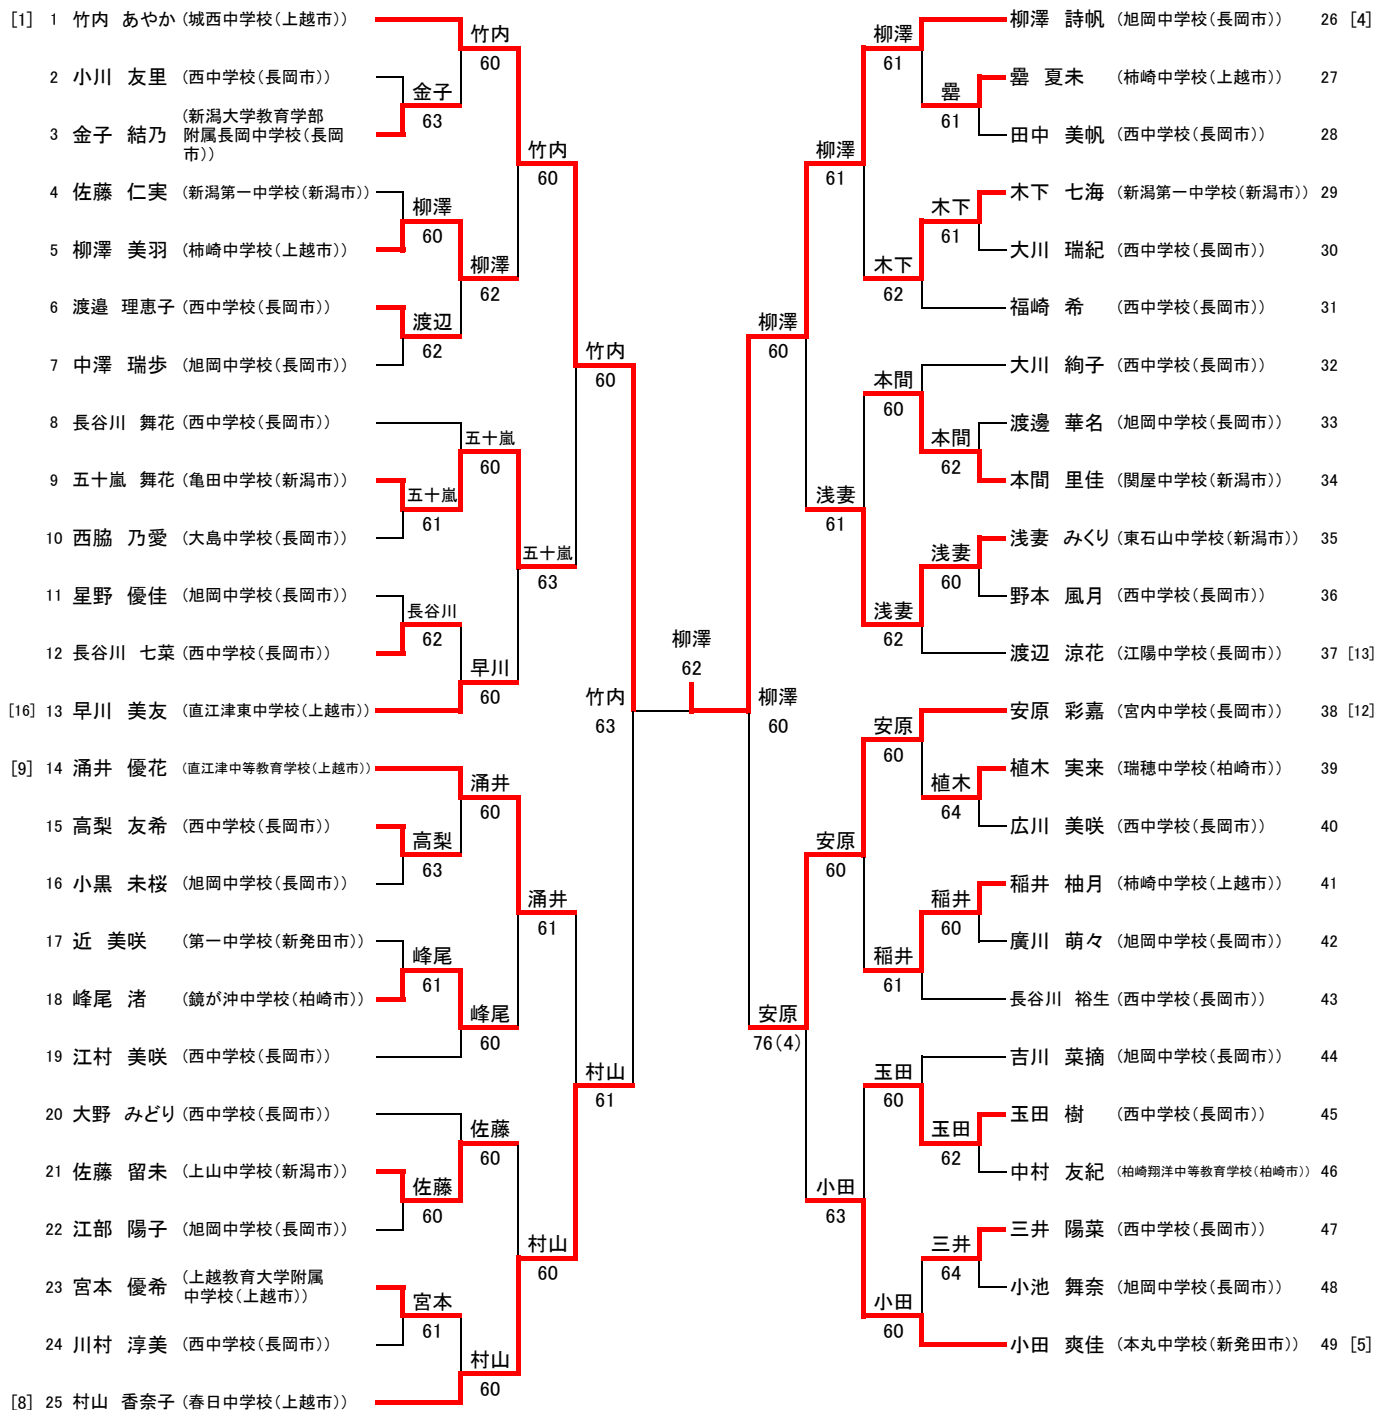 [1] 1 竹内 あやか (城西中学校(上越市))
2 小川 友里 (西中学校(長岡市))
3 金子 結乃 (新潟大学教育学部
附属長岡中学校(長岡
市))
4 佐藤 仁実 (新潟第一中学校(新潟市))
5 柳澤 美羽 (柿崎中学校(上越市))
6 渡邉 理恵子 (西中学校(長岡市))
7 中澤 瑞歩 (旭岡中学校(長岡市))
8 長谷川 舞花 (西中学校(長岡市))
9 五十嵐 舞花 (亀田中学校(新潟市))
10 西脇 乃愛 (大島中学校(長岡市))
11 星野 優佳 (旭岡中学校(長岡市))
12 長谷川 七菜 (西中学校(長岡市))
[16] 13 早川 美友 (直江津東中学校(上越市))
[9] 14 涌井 優花 (直江津中等教育学校(上越市))
15 高梨 友希 (西中学校(長岡市))
16 小黒 未桜 (旭岡中学校(長岡市))
17 近 美咲 (第一中学校(新発田市))
18 峰尾 渚 (鏡が沖中学校(柏崎市))
19 江村 美咲 (西中学校(長岡市))
20 大野 みどり (西中学校(長岡市))
21 佐藤 留未 (上山中学校(新潟市))
22 江部 陽子 (旭岡中学校(長岡市))
23 宮本 優希 (上越教育大学附属
中学校(上越市))
24 川村 淳美 (西中学校(長岡市))
[8] 25 村山 香奈子 (春日中学校(上越市))
金子
63
柳澤
60
渡辺
62
五十嵐
61
長谷川
62
高梨
63
峰尾
61
佐藤
60
宮本
61
竹内
60
柳澤
62
五十嵐
60
早川
60
涌井
60
峰尾
60
佐藤
60
村山
60
竹内
60
五十嵐
63
涌井
61
村山
60
竹内
60
村山
61
竹内
63
柳澤
62
柳澤
60
柳澤
60
安原
76(4)
柳澤
61
浅妻
61
安原
60
小田
63
柳澤
61
木下
62
本間
60
浅妻
62
安原
60
稲井
61
玉田
60
小田
60
罍
61
木下
61
本間
62
浅妻
60
植木
64
稲井
60
玉田
62
三井
64
柳澤 詩帆 (旭岡中学校(長岡市)) 26 [4]
罍 夏未 (柿崎中学校(上越市)) 27
田中 美帆 (西中学校(長岡市)) 28
木下 七海 (新潟第一中学校(新潟市)) 29
大川 瑞紀 (西中学校(長岡市)) 30
福崎 希 (西中学校(長岡市)) 31
大川 絢子 (西中学校(長岡市)) 32
渡邊 華名 (旭岡中学校(長岡市)) 33
本間 里佳 (関屋中学校(新潟市)) 34
浅妻 みくり (東石山中学校(新潟市)) 35
野本 風月 (西中学校(長岡市)) 36
渡辺 涼花 (江陽中学校(長岡市)) 37 [13]
安原 彩嘉 (宮内中学校(長岡市)) 38 [12]
植木 実来 (瑞穂中学校(柏崎市)) 39
広川 美咲 (西中学校(長岡市)) 40
稲井 柚月 (柿崎中学校(上越市)) 41
廣川 萌々 (旭岡中学校(長岡市)) 42
長谷川 裕生 (西中学校(長岡市)) 43
吉川 菜摘 (旭岡中学校(長岡市)) 44
玉田 樹 (西中学校(長岡市)) 45
中村 友紀 (柏崎翔洋中等教育学校(柏崎市)) 46
三井 陽菜 (西中学校(長岡市)) 47
小池 舞奈 (旭岡中学校(長岡市)) 48
小田 爽佳 (本丸中学校(新発田市)) 49 [5]